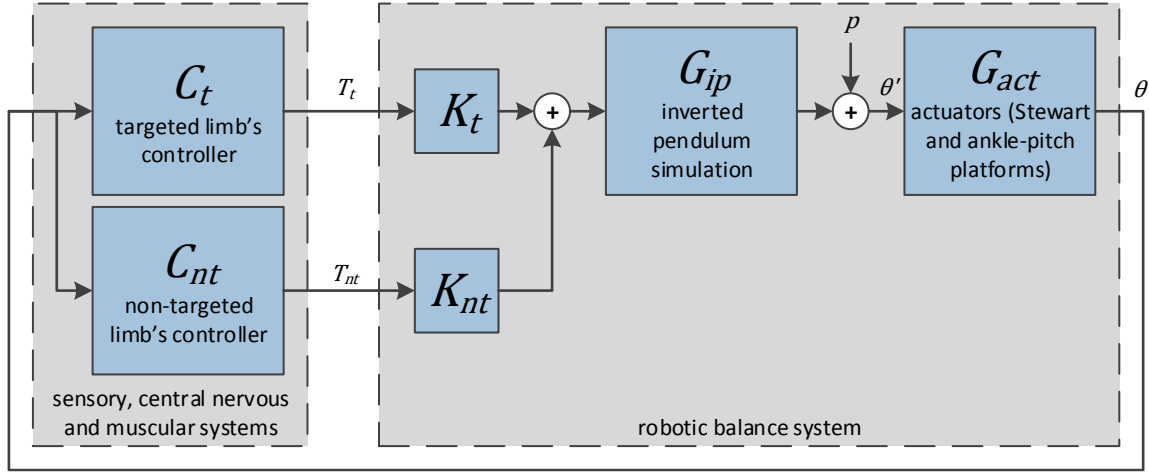 C_t
targeted limb's
controller
C_nt
non-targeted
limb's controller
sensory, central nervous
and muscular systems
T_t
T_nt
K_t
K_nt
+
G_ip
inverted
pendulum
simulation
p
+
θ'
G_act
actuators (Stewart
and ankle-pitch
platforms)
θ
robotic balance system